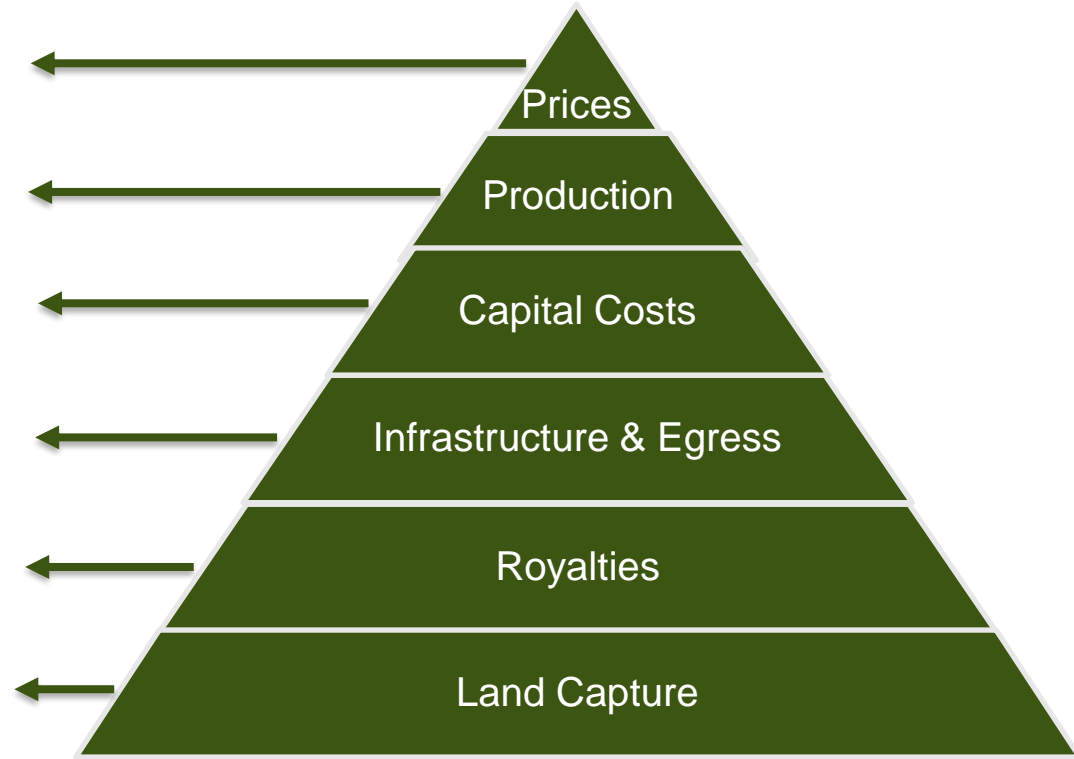 Prices
Production
Capital Costs
Infrastructure & Egress
Royalties
Land Capture